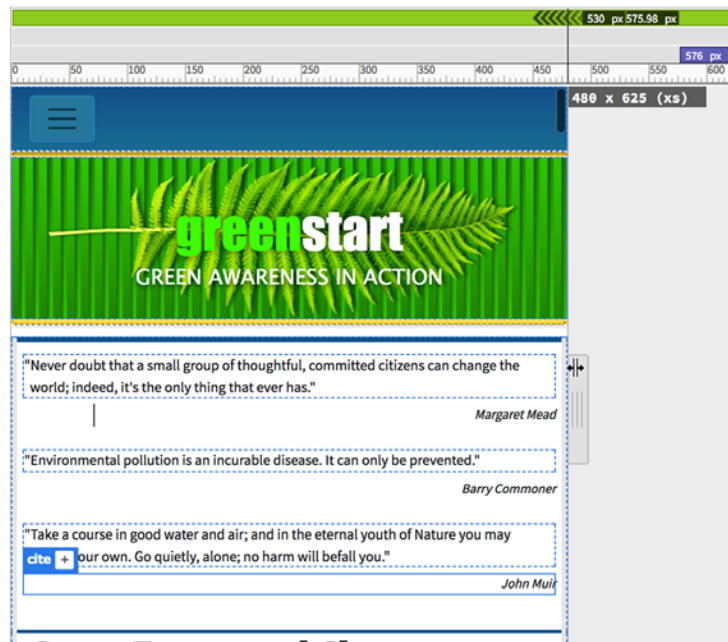 530 px 575.98 px
576 px
0 50 100 150 200 250 300 350 400 450 500 550 600
480 x 625 (xs)
greenstart
GREEN AWARENESS IN ACTION
"Never doubt that a small group of thoughtful, committed citizens can change the
world; indeed, it's the only thing that ever has."
Margaret Mead
"Environmental pollution is an incurable disease. It can only be prevented."
Barry Commoner
"Take a course in good water and air; and in the eternal youth of Nature you may
cite + our own. Go quietly, alone; no harm will befall you."
John Muir